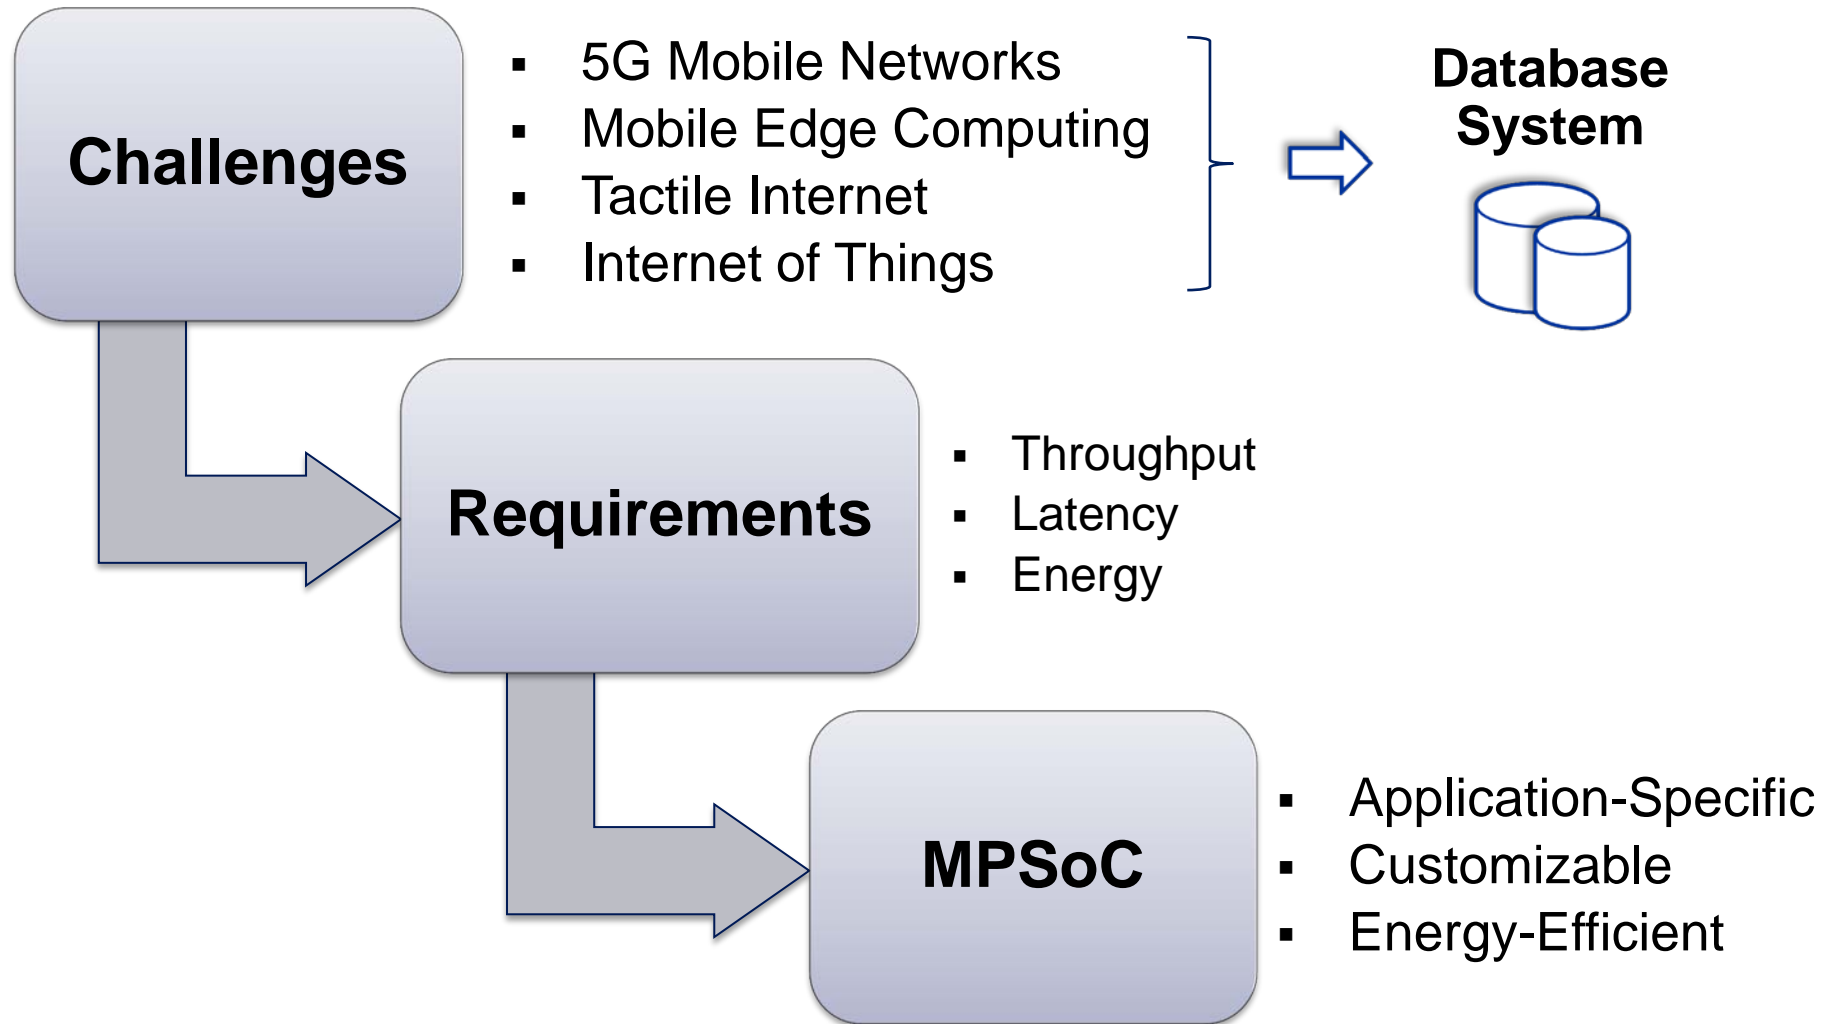 Challenges
▪ 5G Mobile Networks
▪ Mobile Edge Computing
▪ Tactile Internet
▪ Internet of Things
Database
System
Requirements
▪ Throughput
▪ Latency
▪ Energy
MPSoC
▪ Application-Specific
▪ Customizable
▪ Energy-Efficient